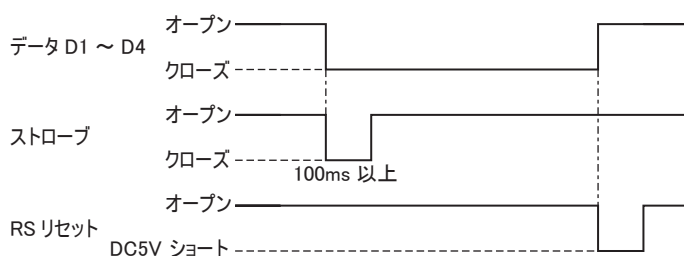 オープン
データ D1 ～ D4
クローズ
オープン
ストローブ
クローズ
100ms 以上
オープン
RS リセット
DC5V ショート